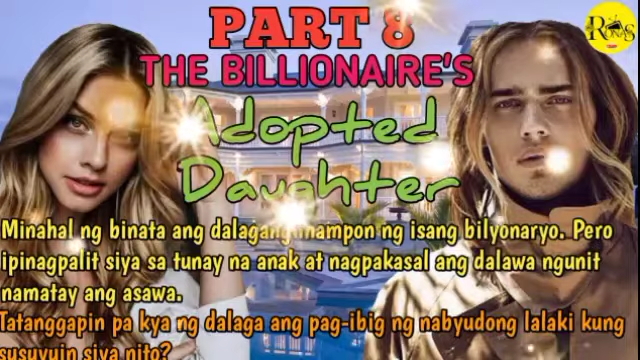 PART 8
RONAS
THE BILLIONAIRE'S
Adopted
Daughter
Minahal ng binata ang dalagang inampon ng isang bilyonaryo. Pero
ipinagpalit siya sa tunay na anak at nagpakasal ang dalawa ngunit
namatay ang asawa.
Tatanggapin pa kya ng dalaga ang pag-ibig ng nabyudong lalaki kung
susuyuin siya nito?